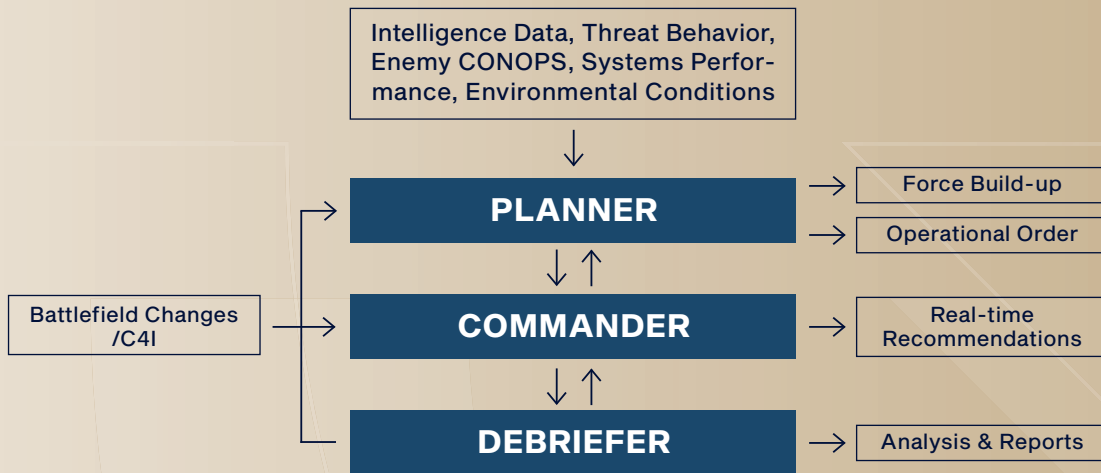 Intelligence Data, Threat Behavior,
Enemy CONOPS, Systems Perfor-
mance, Environmental Conditions
PLANNER
Force Build-up
Operational Order
Battlefield Changes
/C4I
COMMANDER
Real-time
Recommendations
DEBRIEFER
Analysis & Reports